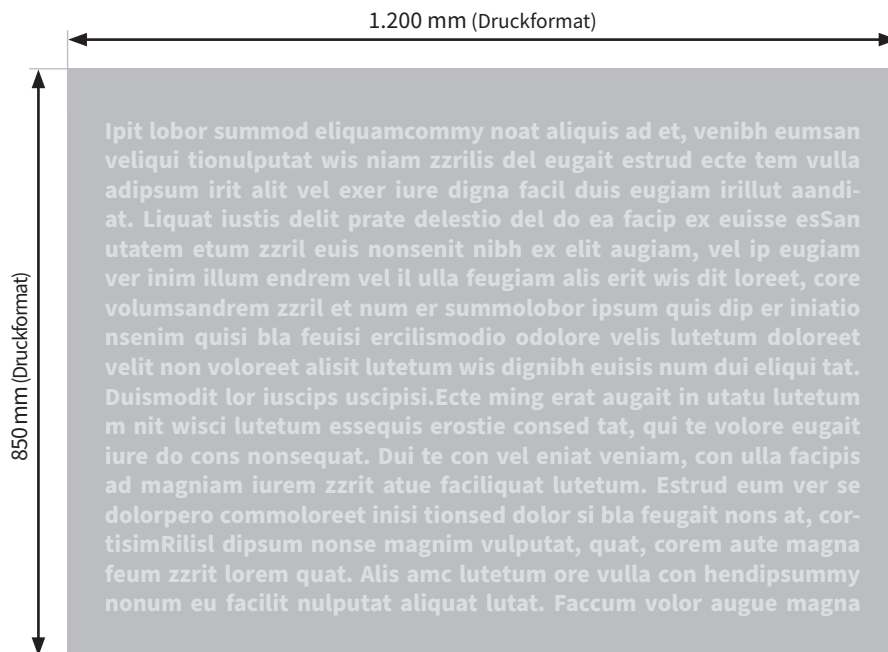 1.200 mm (Druckformat)
850 mm (Druckformat)
Ipit lobor summod eliquamcommy noat aliquis ad et, venibh eumsan
veliqui tionulputat wis niam zzrilis del eugait estrud ecte tem vulla
adipsum irit alit vel exer iure digna facil duis eugiam irillut aandi-
at. Liquat iustis delit prate delestio del do ea facip ex euisse esSan
utatem etum zzril euis nonsenit nibh ex elit augiam, vel ip eugiam
ver inim illum endrem vel il ulla feugiam alis erit wis dit loreet, core
volumsandrem zzril et num er summolobor ipsum quis dip er iniatio
nsenim quisi bla feuisi ercilismodio odolore velis lutetum doloreet
velit non voloreet alisit lutetum wis dignibh euisis num dui eliqui tat.
Duismodit lor iuscips uscipisi.Ecte ming erat augait in utatu lutetum
m nit wisci lutetum essequis erostie consed tat, qui te volore eugait
iure do cons nonsequat. Dui te con vel eniat veniam, con ulla facipis
ad magniam iurem zzrit atue faciliquat lutetum. Estrud eum ver se
dolorpero commoloreet inisi tionsed dolor si bla feugait nons at, cor-
tisimRilisl dipsum nonse magnim vulputat, quat, corem aute magna
feum zzrit lorem quat. Alis amc lutetum ore vulla con hendipsummy
nonum eu facilit nulputat aliquat lutat. Faccum volor augue magna